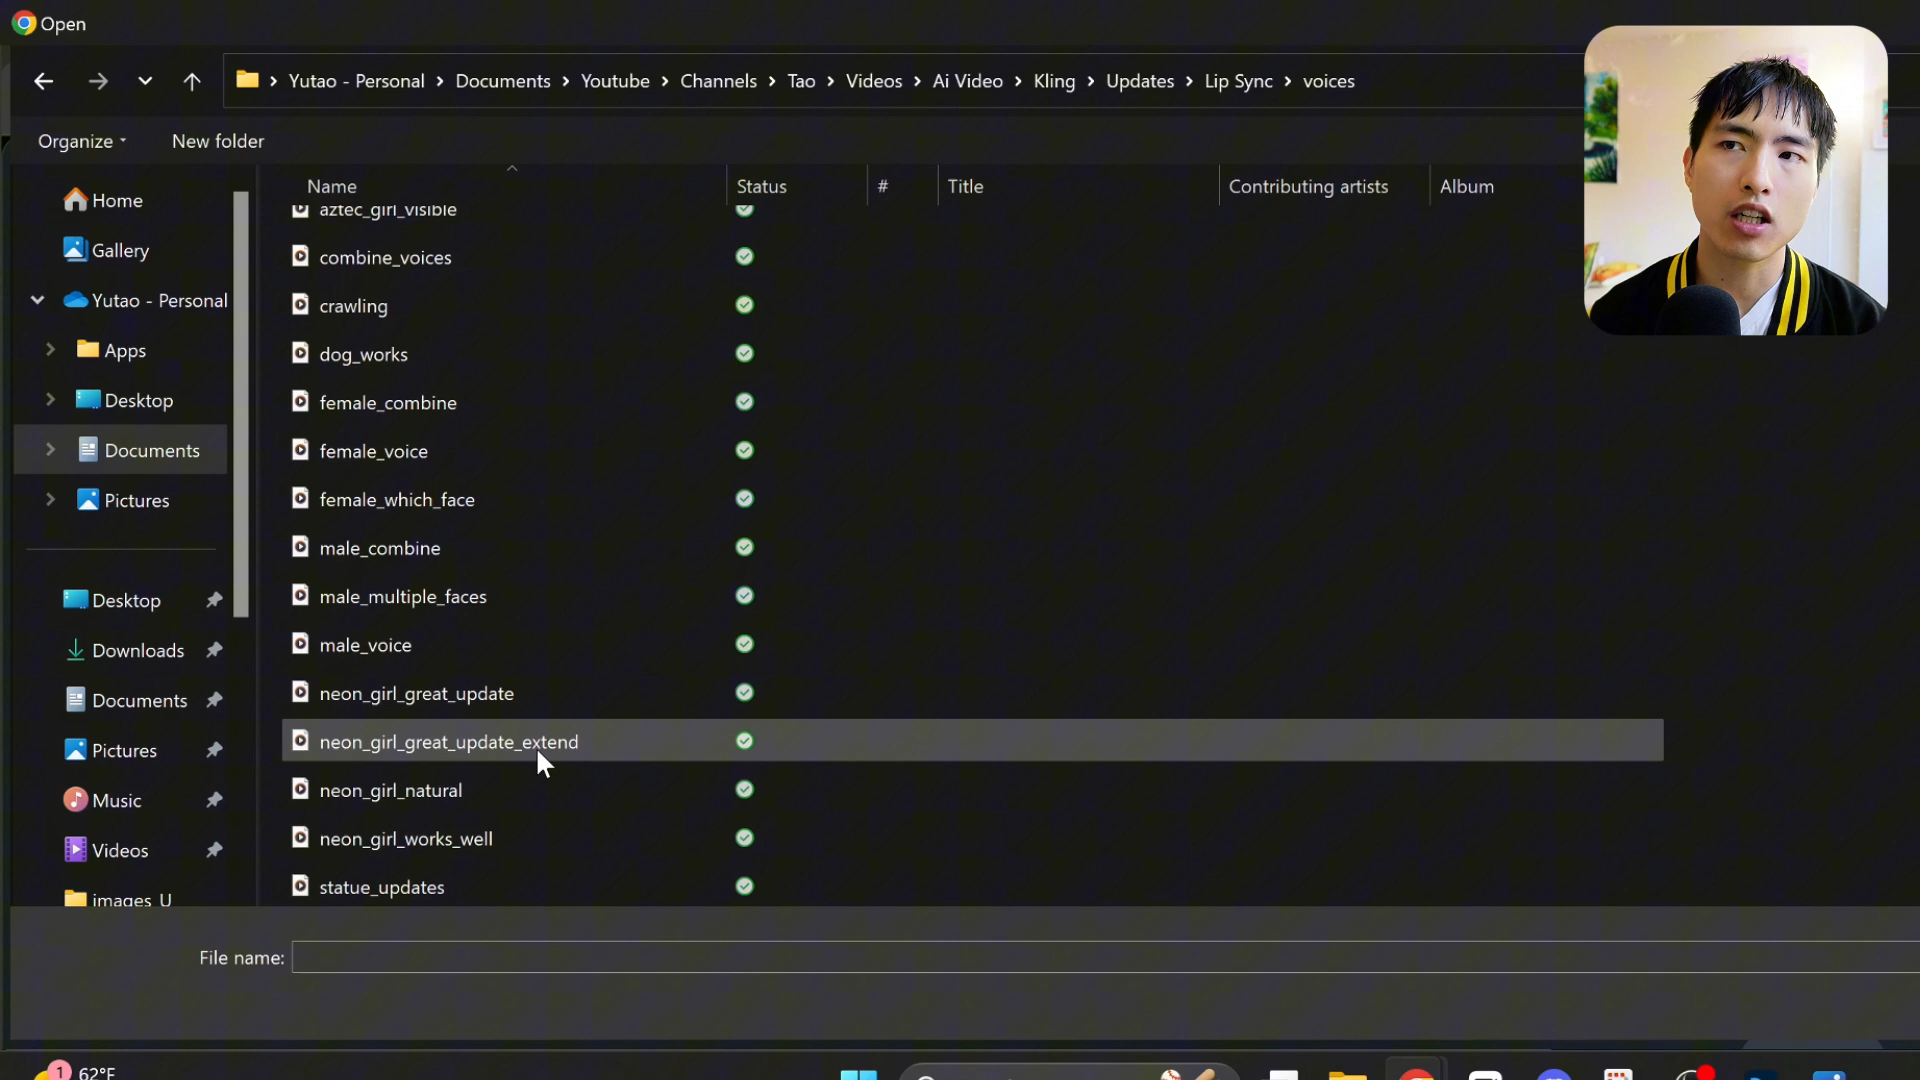 Open
Yutao - Personal > Documents > Youtube > Channels > Tao > Videos > Ai Video > Kling > Updates > Lip Sync > voices
Organize
New folder
Name
Status
#
Title
Contributing artists
Album
Home
Gallery
Yutao - Personal
Apps
Desktop
Documents
Pictures
Desktop
Downloads
Documents
Pictures
Music
Videos
images_U
aztec_girl_visible
combine_voices
crawling
dog_works
female_combine
female_voice
female_which_face
male_combine
male_multiple_faces
male_voice
neon_girl_great_update
neon_girl_great_update_extend
neon_girl_natural
neon_girl_works_well
statue_updates
File name:
1
62°F